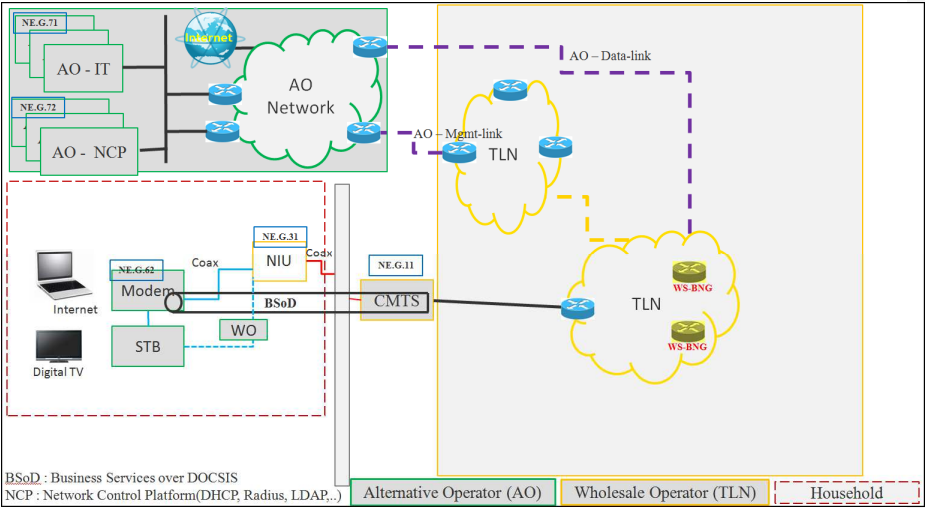 NE.G.71
AO - IT
NE.G.72
AO - NCP
Internet
AO
Network
AO – Data-link
AO – Mgmt-link
TLN
NE.G.31
NIU
Coax
Coax
NE.G.62
Modem
BSoD
NE.G.11
CMTS
Internet
STB
WO
Digital TV
TLN
WS-BNG
WS-BNG
BSoD : Business Services over DOCSIS
NCP : Network Control Platform(DHCP, Radius, LDAP,..)
Alternative Operator (AO)
Wholesale Operator (TLN)
Household